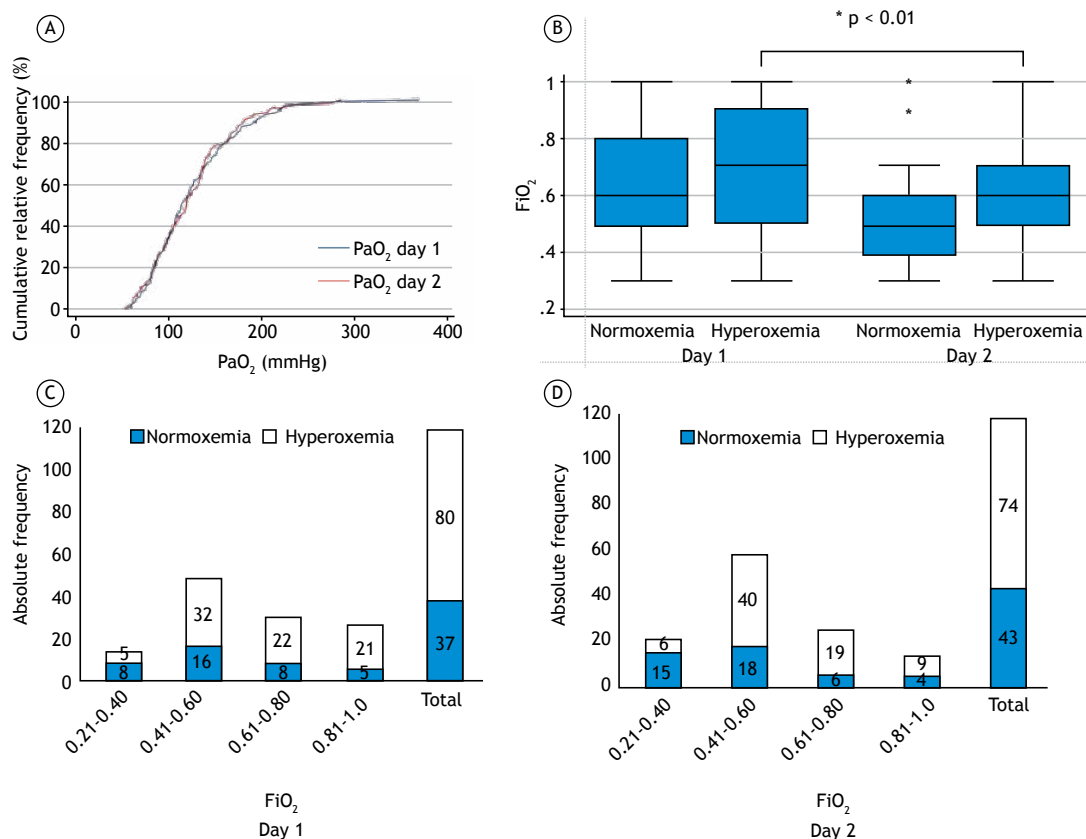 A
Cumulative relative frequency (%)
100
80
60
40
20
0
PaO₂ day 1
PaO₂ day 2
0 100 200 300 400
PaO₂ (mmHg)
B
* p < 0.01
FiO₂
1
.8
.6
.4
.2
*
*
Normoxemia Hyperoxemia Normoxemia Hyperoxemia
Day 1 Day 2
C
Absolute frequency
120
100
80
60
40
20
0
Normoxemia Hyperoxemia
5
8
32
16
22
8
21
5
80
37
0.21-0.40 0.41-0.60 0.61-0.80 0.81-1.0 Total
FiO₂
Day 1
D
Absolute frequency
120
100
80
60
40
20
0
Normoxemia Hyperoxemia
6
15
40
18
19
6
9
4
74
43
0.21-0.40 0.41-0.60 0.61-0.80 0.81-1.0 Total
FiO₂
Day 2